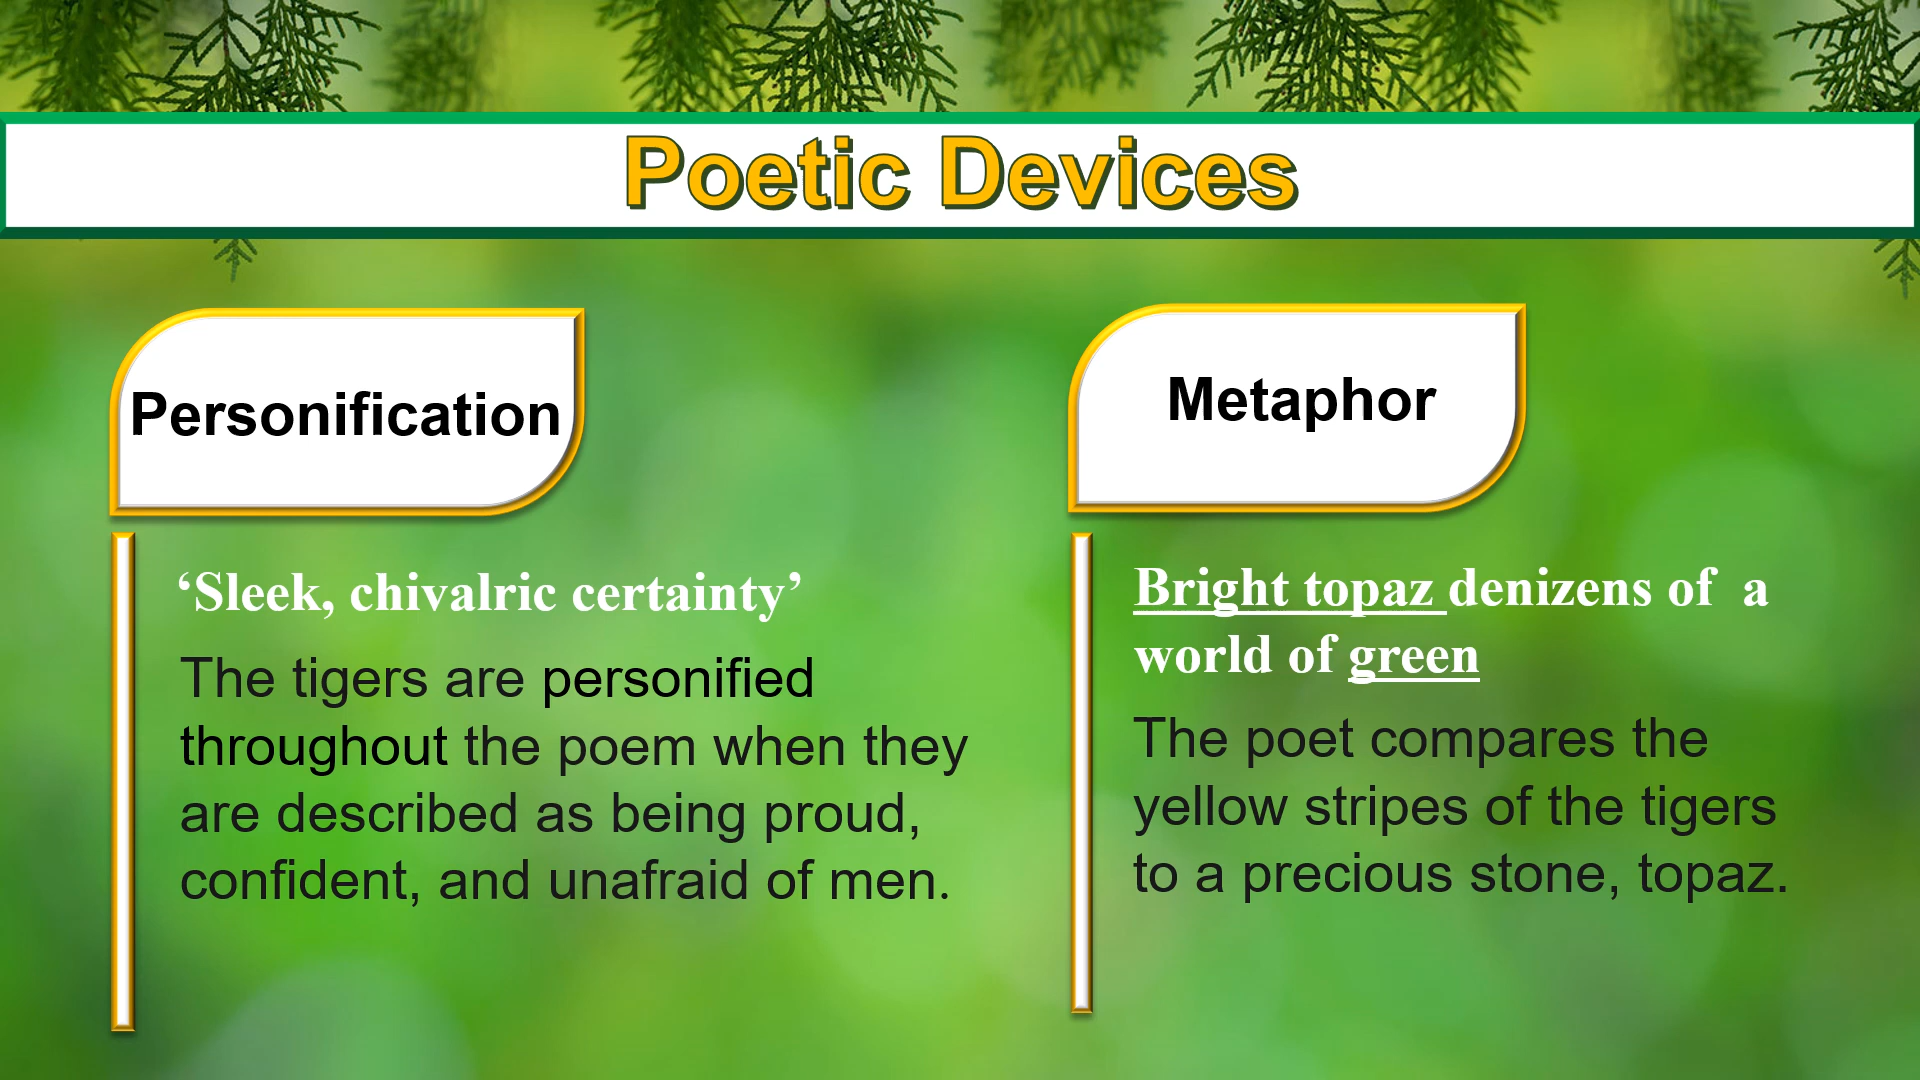 Poetic Devices
Personification
‘Sleek, chivalric certainty’
The tigers are personified
throughout the poem when they
are described as being proud,
confident, and unafraid of men.
Metaphor
Bright topaz denizens of  a
world of green
The poet compares the
yellow stripes of the tigers
to a precious stone, topaz.